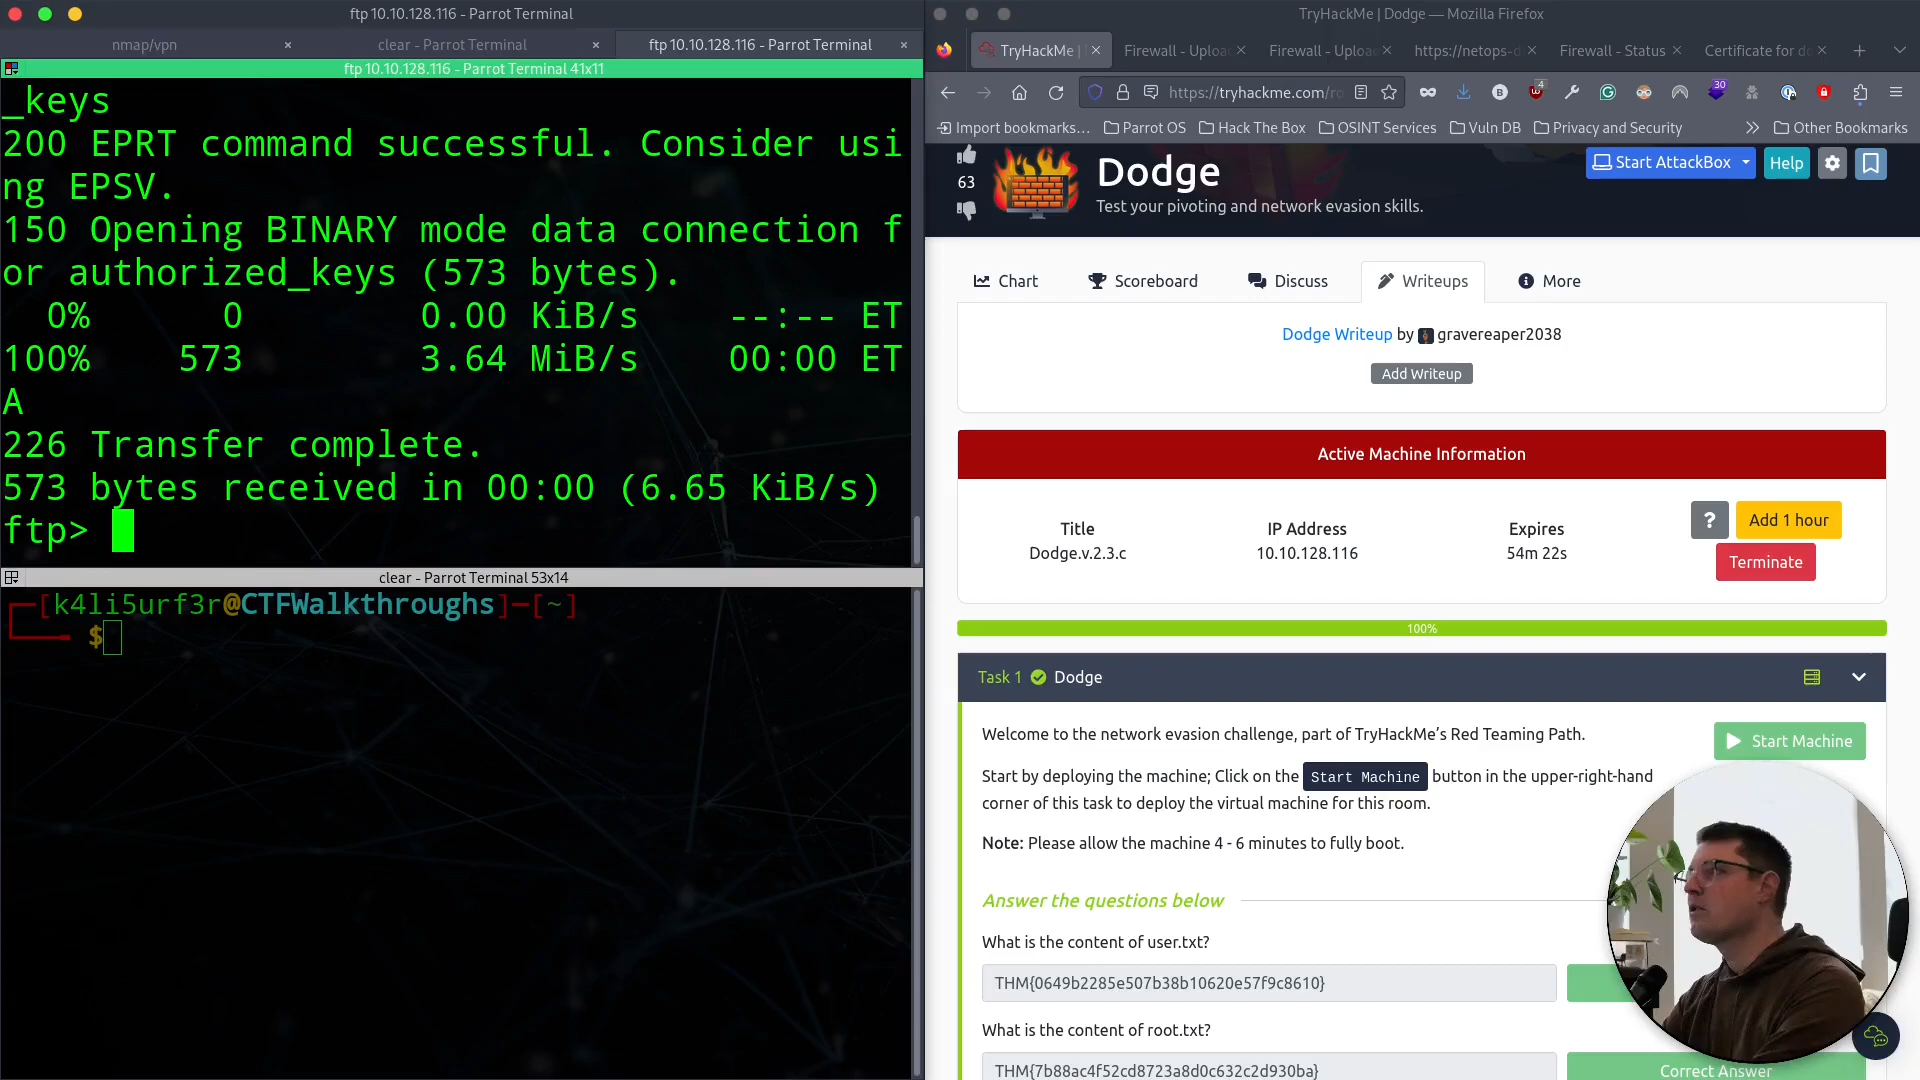 ftp 10.10.128.116 - Parrot Terminal
nmap/vpn × clear - Parrot Terminal × ftp 10.10.128.116 - Parrot Terminal ×
ftp 10.10.128.116 - Parrot Terminal 41x11
_keys
200 EPRT command successful. Consider usi
ng EPSV.
150 Opening BINARY mode data connection f
or authorized_keys (573 bytes).
0% 0 0.00 KiB/s --:-- ET
100% 573 3.64 MiB/s 00:00 ET
A
226 Transfer complete.
573 bytes received in 00:00 (6.65 KiB/s)
ftp>
clear - Parrot Terminal 53x14
[k4li5urf3r@CTFWalkthroughs]─[~]
$
TryHackMe | Dodge — Mozilla Firefox
TryHackMe | Firewall - Uploa Firewall - Uploa https://netops-d Firewall - Status Certificate for do
https://tryhackme.com/ro 4 30
Import bookmarks… Parrot OS Hack The Box OSINT Services Vuln DB Privacy and Security Other Bookmarks
63
Dodge
Test your pivoting and network evasion skills.
Start AttackBox Help
Chart Scoreboard Discuss Writeups More
Dodge Writeup by gravereaper2038
Add Writeup
Active Machine Information
Title IP Address Expires
Dodge.v.2.3.c 10.10.128.116 54m 22s
? Add 1 hour
Terminate
100%
Task 1 Dodge
Welcome to the network evasion challenge, part of TryHackMe’s Red Teaming Path.
Start Machine
Start by deploying the machine; Click on the Start Machine button in the upper-right-hand
corner of this task to deploy the virtual machine for this room.
Note: Please allow the machine 4 - 6 minutes to fully boot.
Answer the questions below
What is the content of user.txt?
THM{0649b2285e507b38b10620e57f9c8610}
What is the content of root.txt?
THM{7b88ac4f52cd8723a8d0c632c2d930ba}
Correct Answer